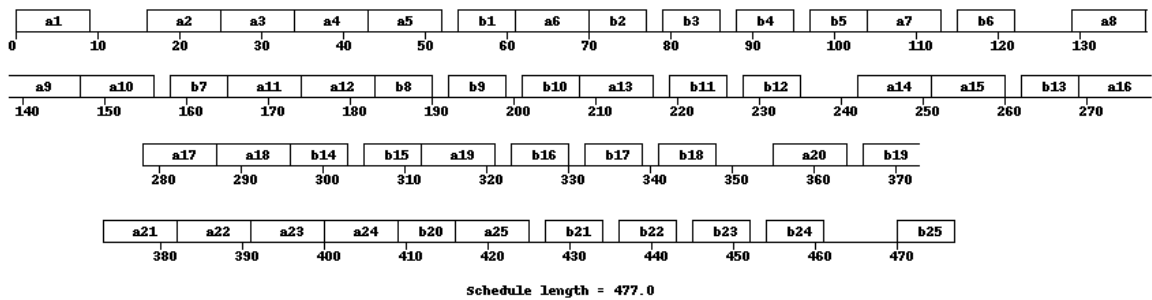 a1 a2 a3 a4 a5 b1 a6 b2 b3 b4 b5 a7 b6 a8
0 10 20 30 40 50 60 70 80 90 100 110 120 130
a9 a10 b7 a11 a12 b8 b9 b10 a13 b11 b12 a14 a15 b13 a16
140 150 160 170 180 190 200 210 220 230 240 250 260 270
a17 a18 b14 b15 a19 b16 b17 b18 a20 b19
280 290 300 310 320 330 340 350 360 370
a21 a22 a23 a24 b20 a25 b21 b22 b23 b24 b25
380 390 400 410 420 430 440 450 460 470
Schedule length = 477.0